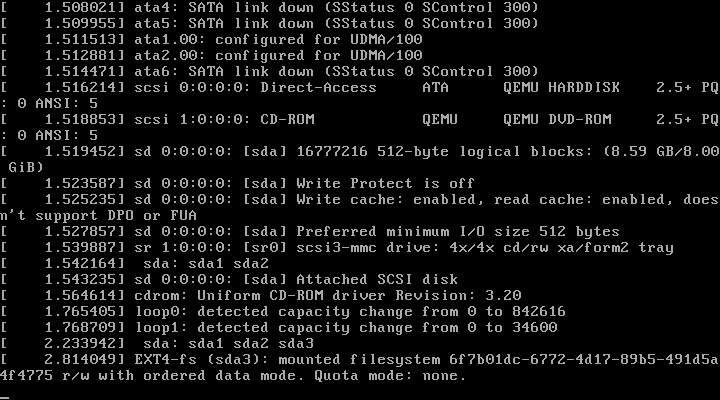 [    1.508021] ata4: SATA link down (SStatus 0 SControl 300)
[    1.509955] ata5: SATA link down (SStatus 0 SControl 300)
[    1.511513] ata1.00: configured for UDMA/100
[    1.512881] ata2.00: configured for UDMA/100
[    1.514471] ata6: SATA link down (SStatus 0 SControl 300)
[    1.516214] scsi 0:0:0:0: Direct-Access     ATA      QEMU HARDDISK    2.5+ PQ
: 0 ANSI: 5
[    1.518853] scsi 1:0:0:0: CD-ROM            QEMU     QEMU DVD-ROM     2.5+ PQ
: 0 ANSI: 5
[    1.519452] sd 0:0:0:0: [sda] 16777216 512-byte logical blocks: (8.59 GB/8.00
 GiB)
[    1.523587] sd 0:0:0:0: [sda] Write Protect is off
[    1.525235] sd 0:0:0:0: [sda] Write cache: enabled, read cache: enabled, does
n't support DPO or FUA
[    1.527857] sd 0:0:0:0: [sda] Preferred minimum I/O size 512 bytes
[    1.539887] sr 1:0:0:0: [sr0] scsi3-mmc drive: 4x/4x cd/rw xa/form2 tray
[    1.542164]  sda: sda1 sda2
[    1.543235] sd 0:0:0:0: [sda] Attached SCSI disk
[    1.564614] cdrom: Uniform CD-ROM driver Revision: 3.20
[    1.765405] loop0: detected capacity change from 0 to 842616
[    1.768709] loop1: detected capacity change from 0 to 34600
[    2.233942]  sda: sda1 sda2 sda3
[    2.814049] EXT4-fs (sda3): mounted filesystem 6f7b01dc-6772-4d17-89b5-491d5a
4f4775 r/w with ordered data mode. Quota mode: none.
_